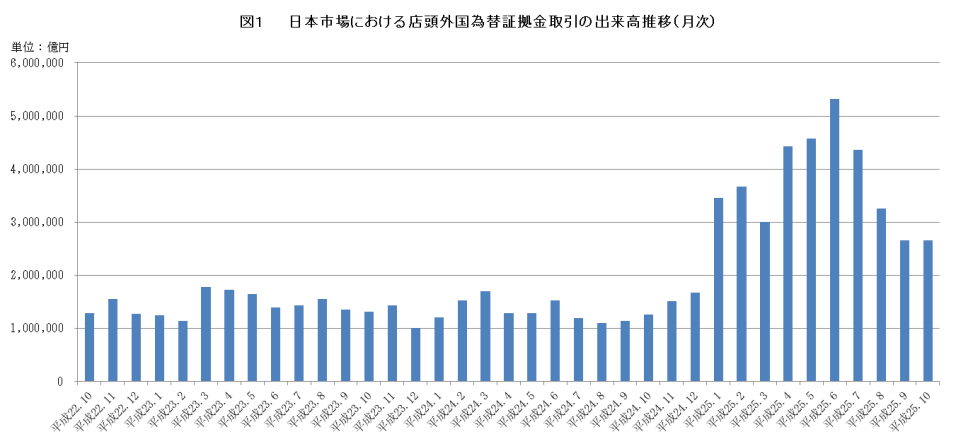 図1 日本市場における店頭外国為替証拠金取引の出来高推移(月次)
単位：億円
6,000,000
5,000,000
4,000,000
3,000,000
2,000,000
1,000,000
0
平成22.10
平成22.11
平成22.12
平成23.1
平成23.2
平成23.3
平成23.4
平成23.5
平成23.6
平成23.7
平成23.8
平成23.9
平成23.10
平成23.11
平成23.12
平成24.1
平成24.2
平成24.3
平成24.4
平成24.5
平成24.6
平成24.7
平成24.8
平成24.9
平成24.10
平成24.11
平成24.12
平成25.1
平成25.2
平成25.3
平成25.4
平成25.5
平成25.6
平成25.7
平成25.8
平成25.9
平成25.10